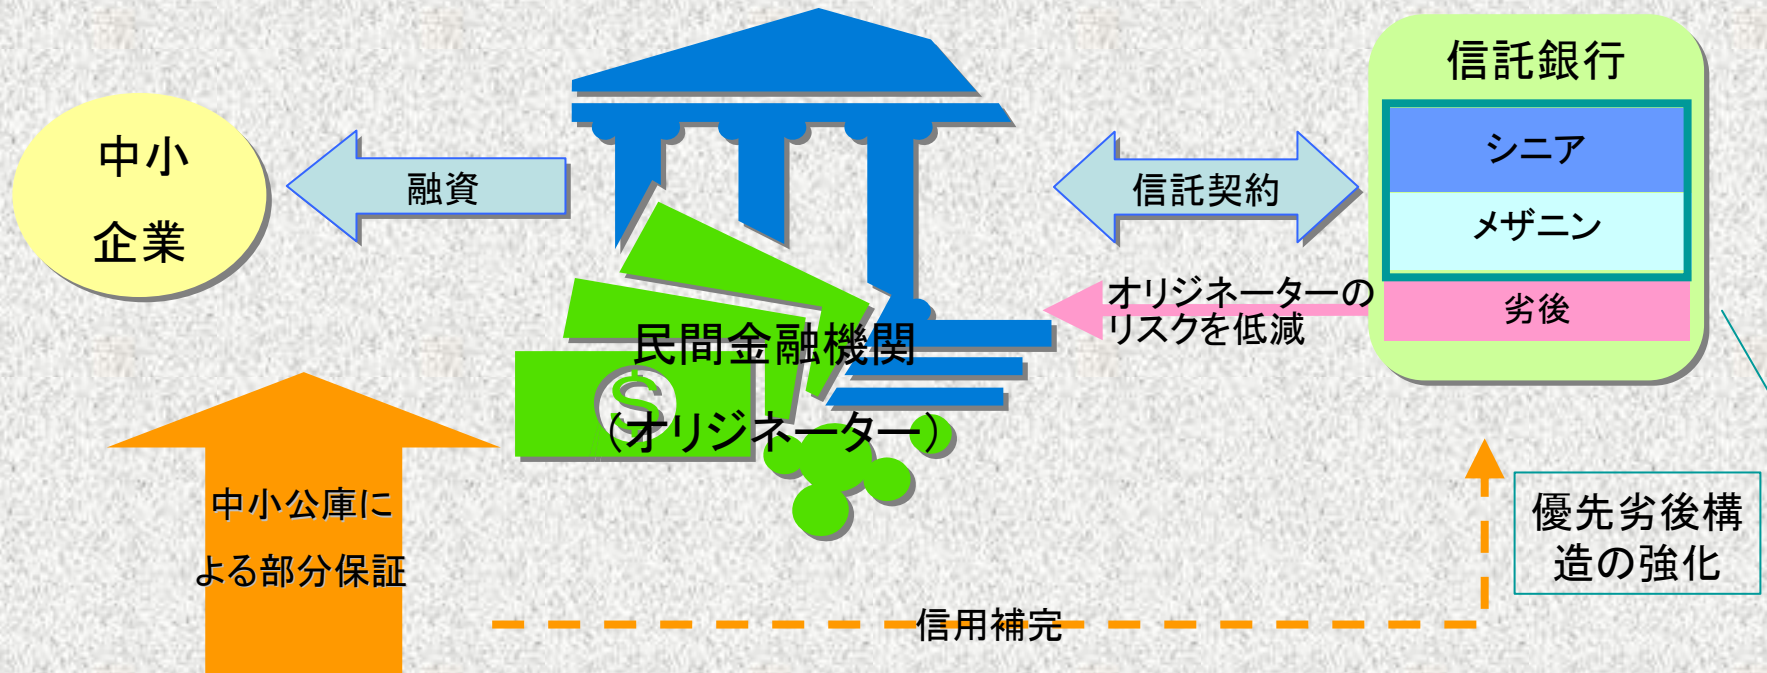 中小
企業
融資
民間金融機関
（オリジネーター）
信託契約
オリジネーターの
リスクを低減
信託銀行
シニア
メザニン
劣後
中小公庫に
よる部分保証
信用補完
優先劣後構
造の強化